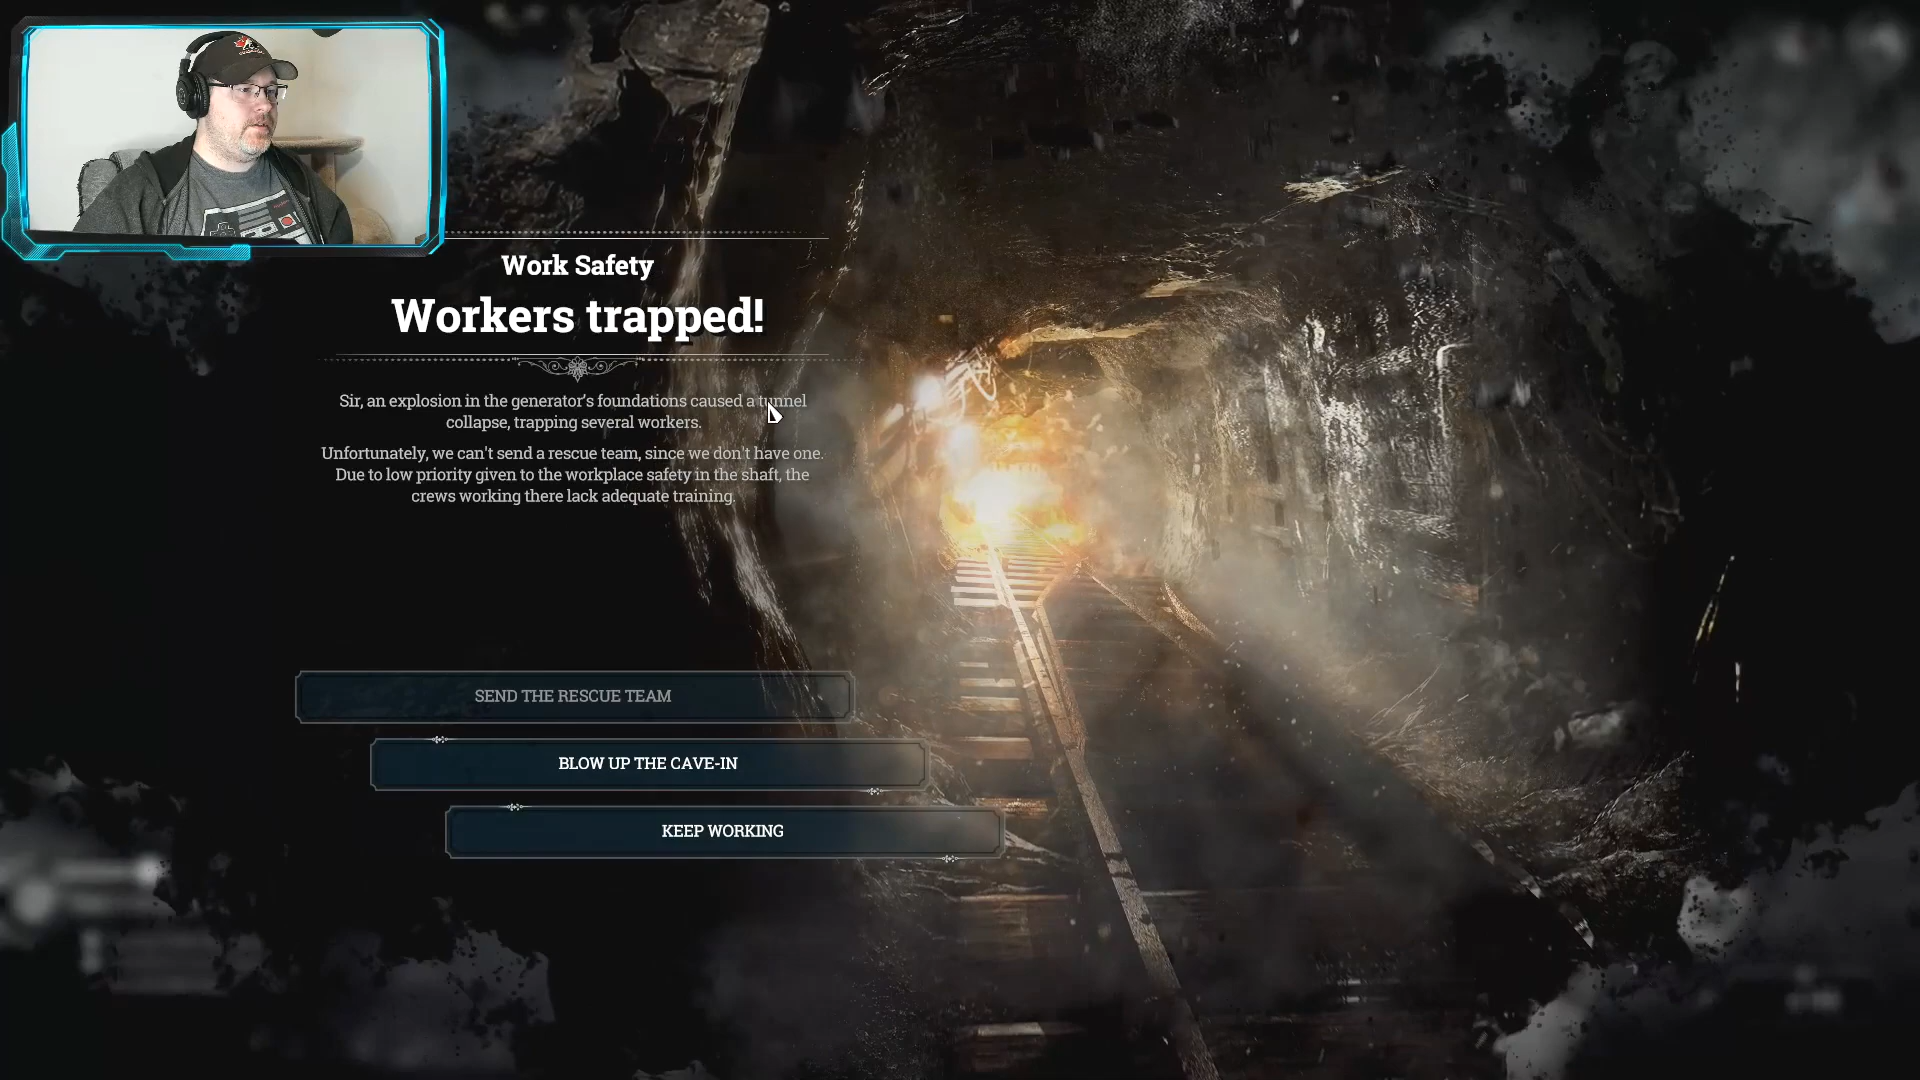 Work Safety
Workers trapped!
Sir, an explosion in the generator's foundations caused a tunnel
collapse, trapping several workers.
Unfortunately, we can't send a rescue team, since we don't have one.
Due to low priority given to the workplace safety in the shaft, the
crews working there lack adequate training.
SEND THE RESCUE TEAM
BLOW UP THE CAVE-IN
KEEP WORKING